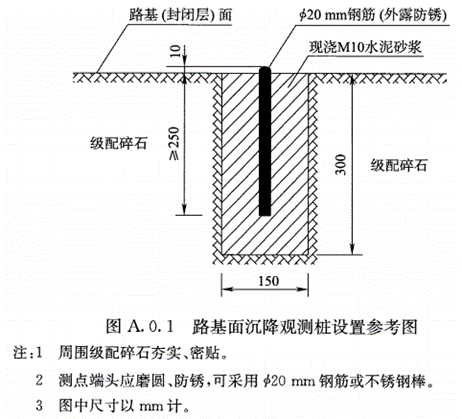 路基(封闭层)面
ϕ20 mm钢筋(外露防锈)
10
现浇M10水泥砂浆
级配碎石
≥250
300
级配碎石
150
图 A.0.1 路基面沉降观测桩设置参考图
注:1 周围级配碎石夯实、密贴。
2 测点端头应磨圆、防锈,可采用 ϕ20 mm 钢筋或不锈钢棒。
3 图中尺寸以 mm 计。